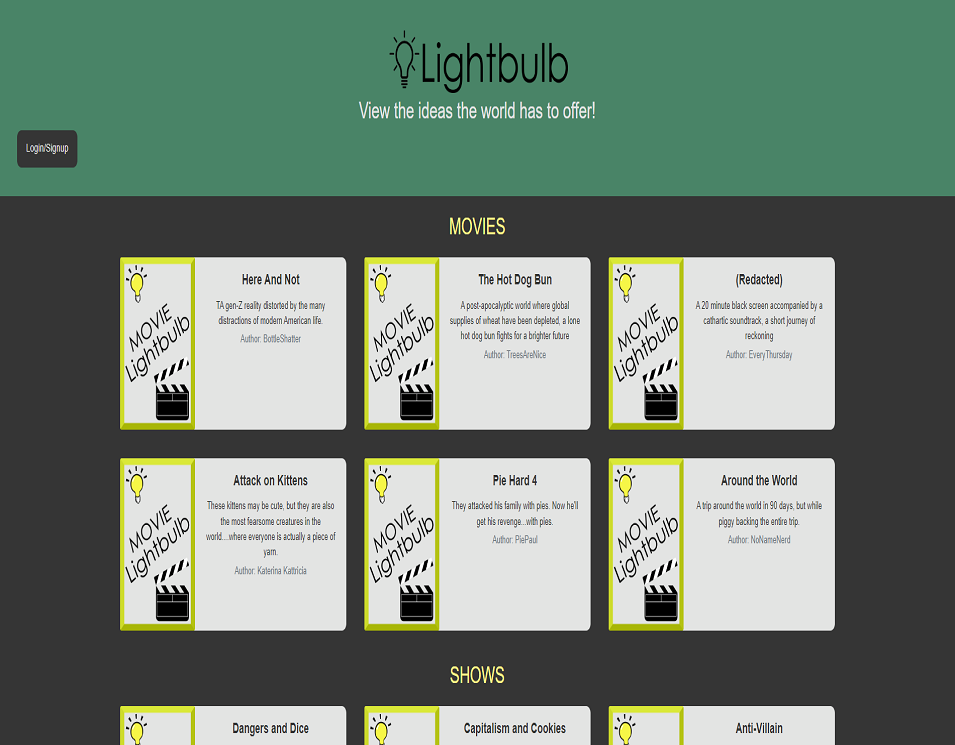 Lightbulb
View the ideas the world has to offer!
Login/Signup
MOVIES
MOVIE
Lightbulb
Here And Not
TA gen-Z reality distorted by the many
distractions of modern American life.
Author: BottleShatter
MOVIE
Lightbulb
The Hot Dog Bun
A post-apocalyptic world where global
supplies of wheat have been depleted, a lone
hot dog bun fights for a brighter future
Author: TreesAreNice
MOVIE
Lightbulb
(Redacted)
A 20 minute black screen accompanied by a
cathartic soundtrack, a short journey of
reckoning
Author: EveryThursday
MOVIE
Lightbulb
Attack on Kittens
These kittens may be cute, but they are also
the most fearsome creatures in the
world....where everyone is actually a piece of
yarn.
Author: Katerina Kattricia
MOVIE
Lightbulb
Pie Hard 4
They attacked his family with pies. Now he'll
get his revenge...with pies.
Author: PiePaul
MOVIE
Lightbulb
Around the World
A trip around the world in 90 days, but while
piggy backing the entire trip.
Author: NoNameNerd
SHOWS
Dangers and Dice
Capitalism and Cookies
Anti-Villain